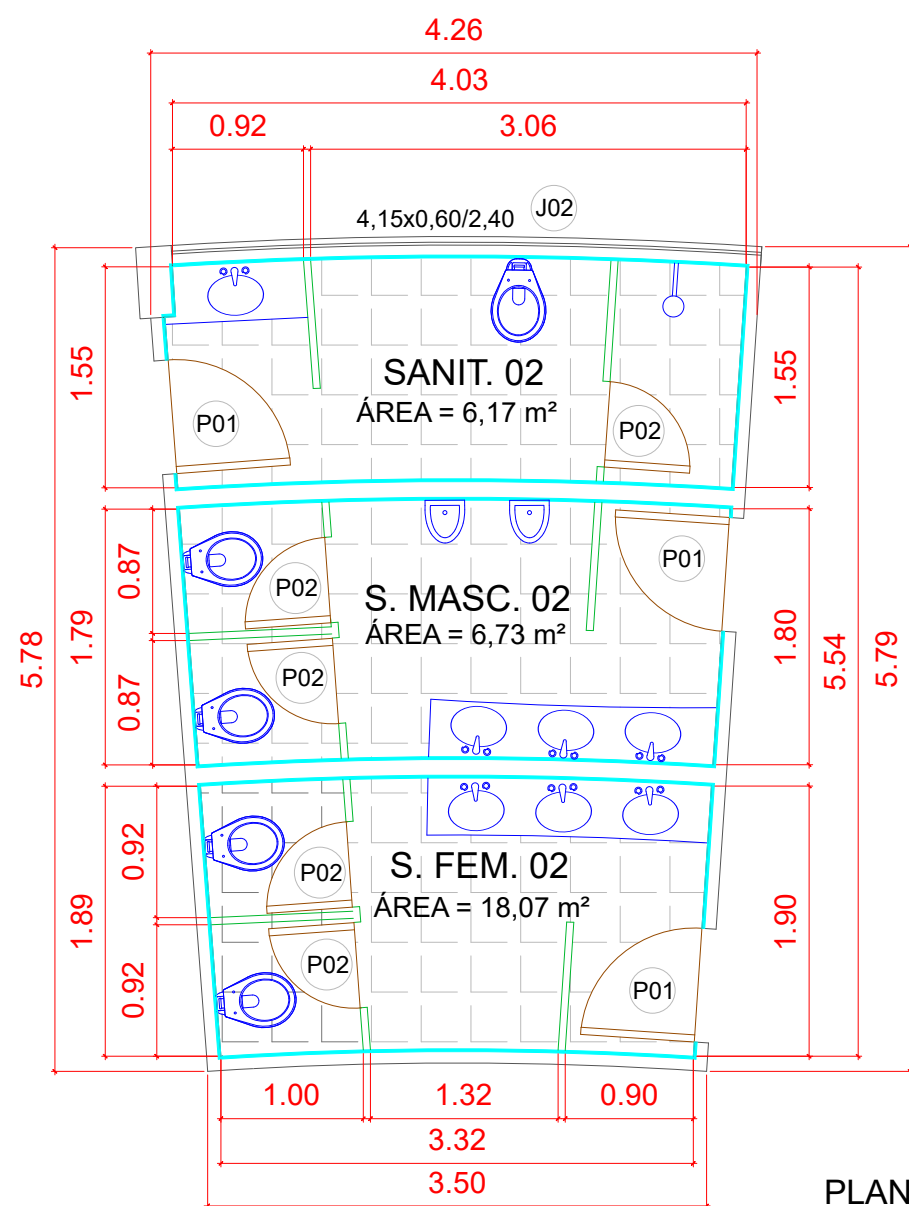 4.26
4.03
0.92
3.06
4,15x0,60/2,40
J02
1.55
SANIT. 02
ÁREA = 6,17 m²
P01
P02
1.55
5.78
1.79
0.87
0.87
P02
P02
S. MASC. 02
ÁREA = 6,73 m²
P01
1.80
5.54
5.79
1.89
0.92
0.92
P02
P02
S. FEM. 02
ÁREA = 18,07 m²
P01
1.90
1.00
1.32
0.90
3.32
3.50
PLAN